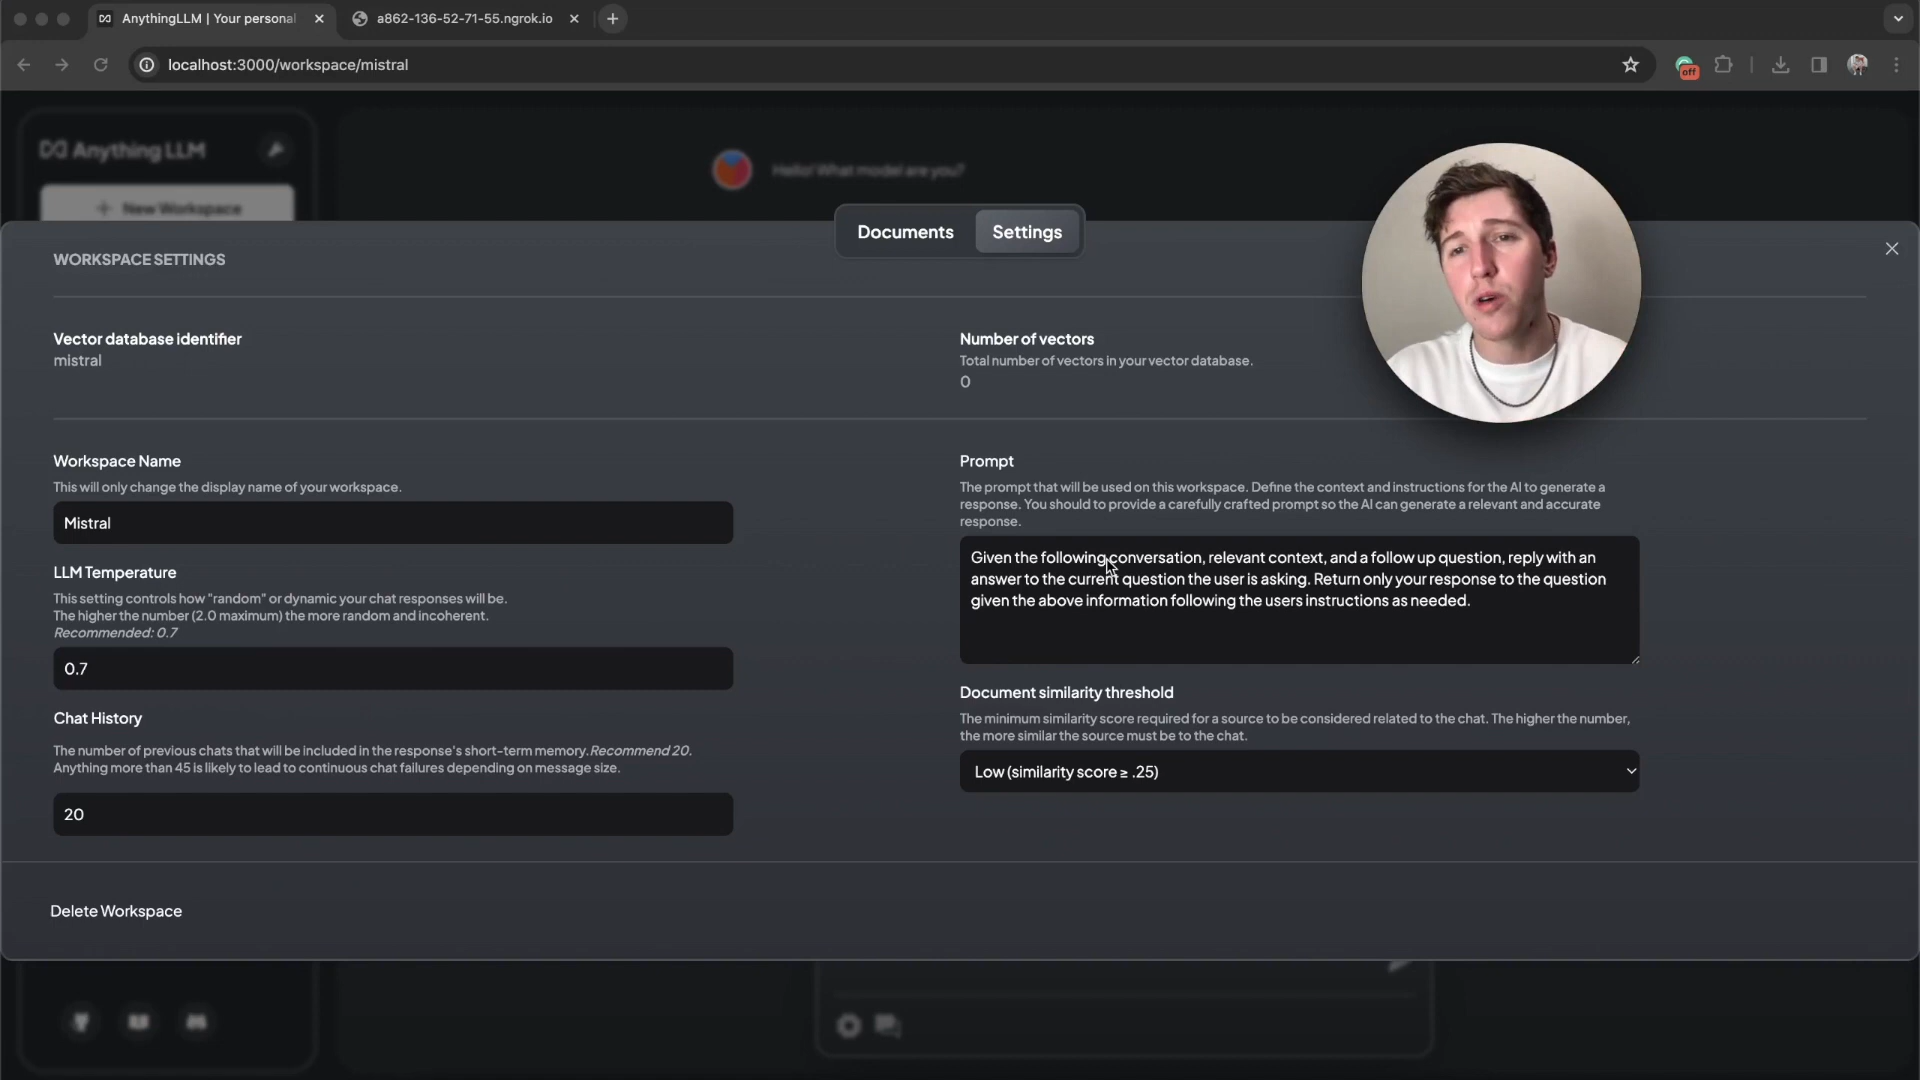 AnythingLLM | Your personal
a862-136-52-71-55.ngrok.io
localhost:3000/workspace/mistral
off
Anything LLM
Hello! What model are you?
+ New Workspace
Documents
Settings
WORKSPACE SETTINGS
Vector database identifier
mistral
Number of vectors
Total number of vectors in your vector database.
0
Workspace Name
This will only change the display name of your workspace.
Mistral
LLM Temperature
This setting controls how "random" or dynamic your chat responses will be.
The higher the number (2.0 maximum) the more random and incoherent.
Recommended: 0.7
0.7
Chat History
The number of previous chats that will be included in the response's short-term memory. Recommend 20.
Anything more than 45 is likely to lead to continuous chat failures depending on message size.
20
Prompt
The prompt that will be used on this workspace. Define the context and instructions for the AI to generate a
response. You should to provide a carefully crafted prompt so the AI can generate a relevant and accurate
response.
Given the following conversation, relevant context, and a follow up question, reply with an
answer to the current question the user is asking. Return only your response to the question
given the above information following the users instructions as needed.
Document similarity threshold
The minimum similarity score required for a source to be considered related to the chat. The higher the number,
the more similar the source must be to the chat.
Low (similarity score ≥ .25)
Delete Workspace